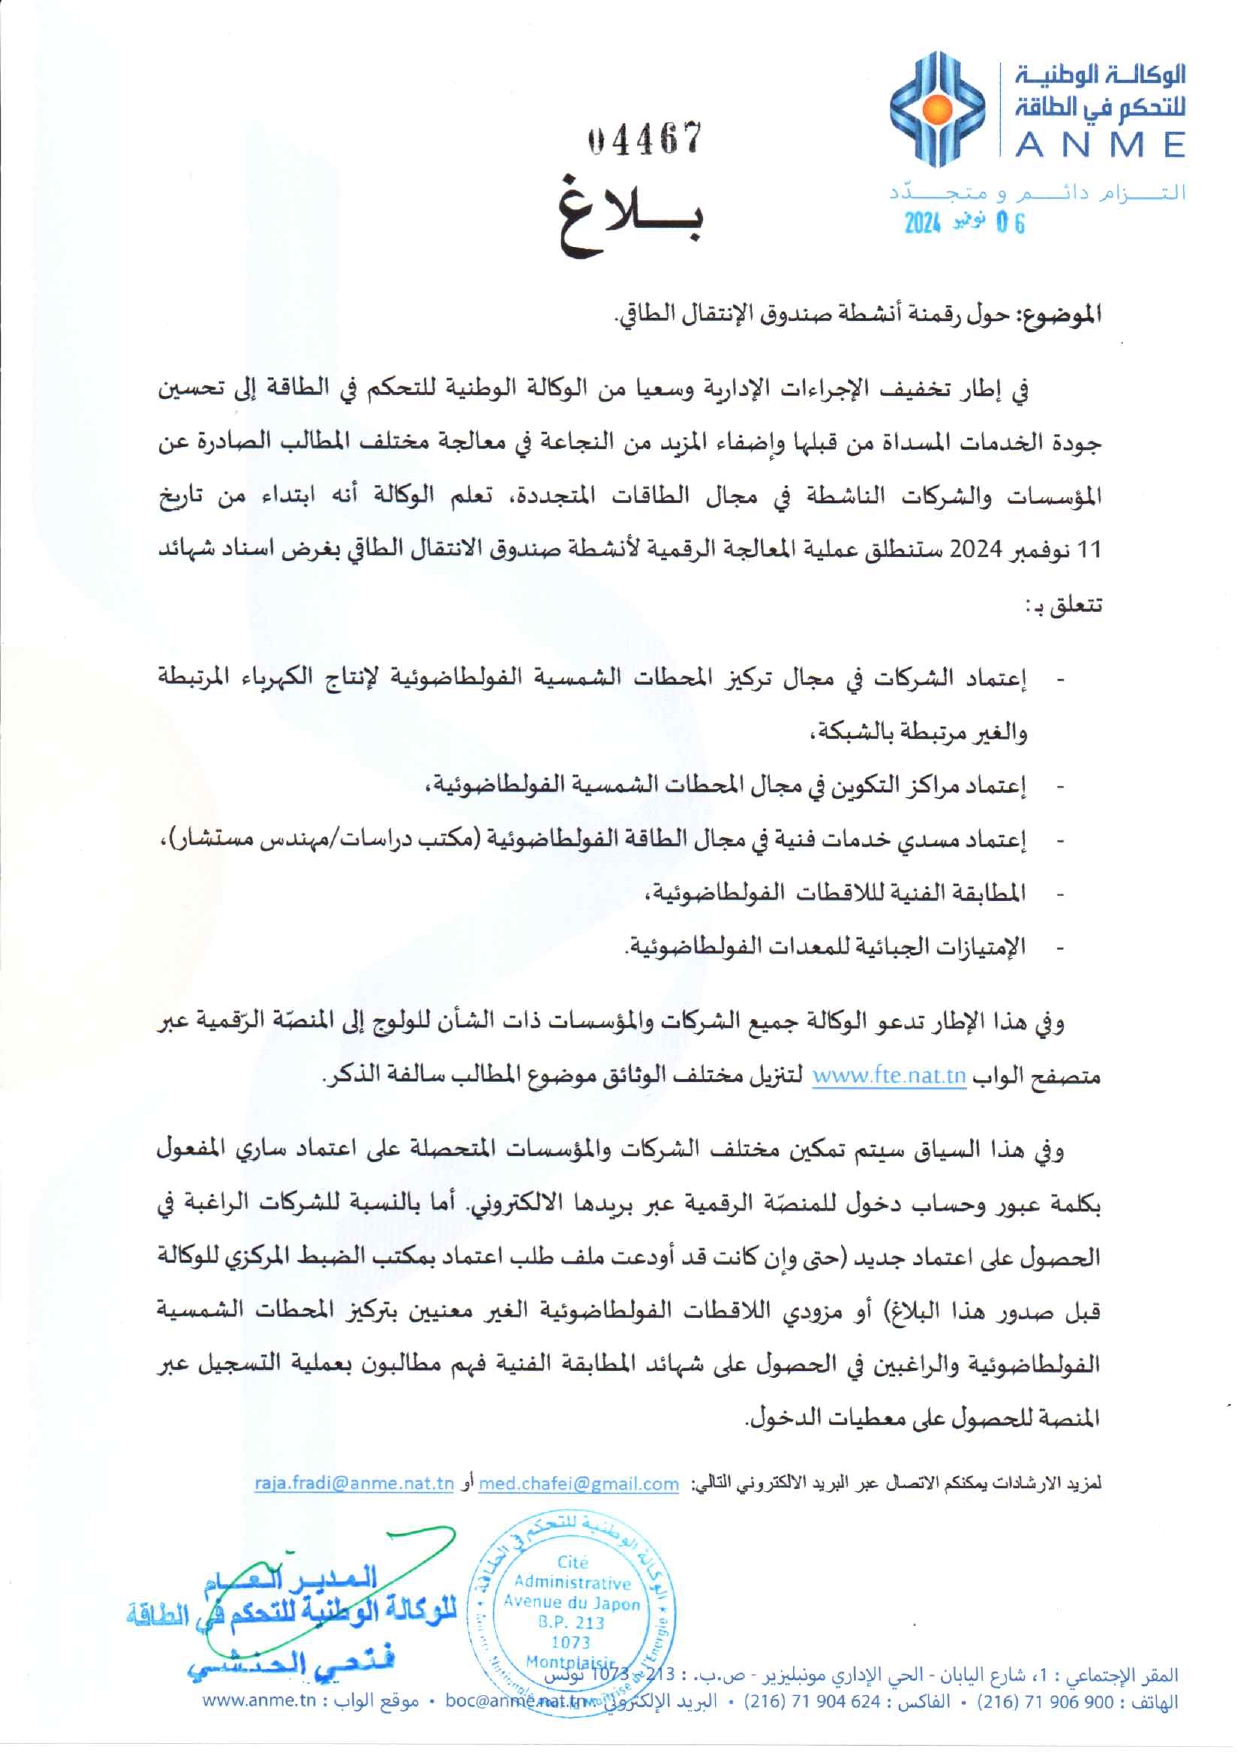 الوكالة الوطنية
للتحكم في الطاقة
ANME
التزام دائم و متجدّد
06 نوفمبر 2024
04467
بلاغ
الموضوع: حول رقمنة أنشطة صندوق الإنتقال الطاقي.
في إطار تخفيف الإجراءات الإدارية وسعيا من الوكالة الوطنية للتحكم في الطاقة إلى تحسين
جودة الخدمات المسداة من قبلها وإضفاء المزيد من النجاعة في معالجة مختلف المطالب الصادرة عن
المؤسسات والشركات الناشطة في مجال الطاقات المتجددة، تعلم الوكالة أنه ابتداء من تاريخ
11 نوفمبر 2024 ستنطلق عملية المعالجة الرقمية لأنشطة صندوق الانتقال الطاقي بغرض اسناد شهائد
تتعلق بـ:
- إعتماد الشركات في مجال تركيز المحطات الشمسية الفولطاضوئية لإنتاج الكهرباء المرتبطة
والغير مرتبطة بالشبكة،
- إعتماد مراكز التكوين في مجال المحطات الشمسية الفولطاضوئية،
- إعتماد مسدي خدمات فنية في مجال الطاقة الفولطاضوئية (مكتب دراسات/مهندس مستشار)،
- المطابقة الفنية لللاقطات الفولطاضوئية،
- الإمتيازات الجبائية للمعدات الفولطاضوئية.
وفي هذا الإطار تدعو الوكالة جميع الشركات والمؤسسات ذات الشأن للولوج إلى المنصّة الرّقمية عبر
متصفح الواب www.fte.nat.tn لتنزيل مختلف الوثائق موضوع المطالب سالفة الذكر.
وفي هذا السياق سيتم تمكين مختلف الشركات والمؤسسات المتحصلة على اعتماد ساري المفعول
بكلمة عبور وحساب دخول للمنصّة الرقمية عبر بريدها الالكتروني. أما بالنسبة للشركات الراغبة في
الحصول على اعتماد جديد (حتى وإن كانت قد أودعت ملف طلب اعتماد بمكتب الضبط المركزي للوكالة
قبل صدور هذا البلاغ) أو مزودي اللاقطات الفولطاضوئية الغير معنيين بتركيز المحطات الشمسية
الفولطاضوئية والراغبين في الحصول على شهائد المطابقة الفنية فهم مطالبون بعملية التسجيل عبر
المنصة للحصول على معطيات الدخول.
لمزيد الارشادات يمكنكم الاتصال عبر البريد الالكتروني التالي: med.chafei@gmail.com أو raja.fradi@anme.nat.tn
الوكالة الوطنية للتحكم في الطاقة
Cité
Administrative
Avenue du Japon
B.P. 213
1073
Montplaisir
المدير العام
للوكالة الوطنية للتحكم في الطاقة
فتحي الحنشي
المقر الإجتماعي : 1، شارع اليابان - الحي الإداري مونبليزير - ص.ب. : 213 - 1073 تونس
الهاتف : 900 906 71 (216) • الفاكس : 624 904 71 (216) • البريد الإلكتروني boc@anme.nat.tn • موقع الواب : www.anme.tn